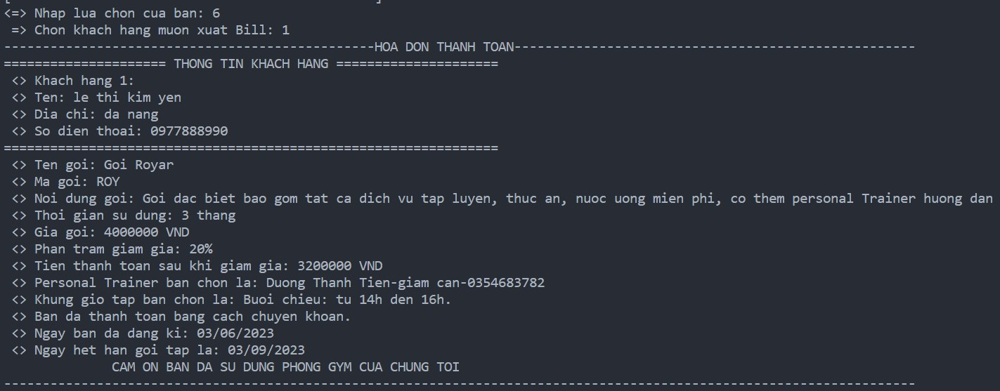 <=> Nhap lua chon cua ban: 6
=> Chon khach hang muon xuat Bill: 1
------------------------------------------------HOA DON THANH TOAN----------------------------------------------------
===================== THONG TIN KHACH HANG =====================
<> Khach hang 1:
<> Ten: le thi kim yen
<> Dia chi: da nang
<> So dien thoai: 0977888990
================================================================
<> Ten goi: Goi Royar
<> Ma goi: ROY
<> Noi dung goi: Goi dac biet bao gom tat ca dich vu tap luyen, thuc an, nuoc uong mien phi, co them personal Trainer huong dan
<> Thoi gian su dung: 3 thang
<> Gia goi: 4000000 VND
<> Phan tram giam gia: 20%
<> Tien thanh toan sau khi giam gia: 3200000 VND
<> Personal Trainer ban chon la: Duong Thanh Tien-giam can-0354683782
<> Khung gio tap ban chon la: Buoi chieu: tu 14h den 16h.
<> Ban da thanh toan bang cach chuyen khoan.
<> Ngay ban da dang ki: 03/06/2023
<> Ngay het han goi tap la: 03/09/2023
CAM ON BAN DA SU DUNG PHONG GYM CUA CHUNG TOI
----------------------------------------------------------------------------------------------------------------------